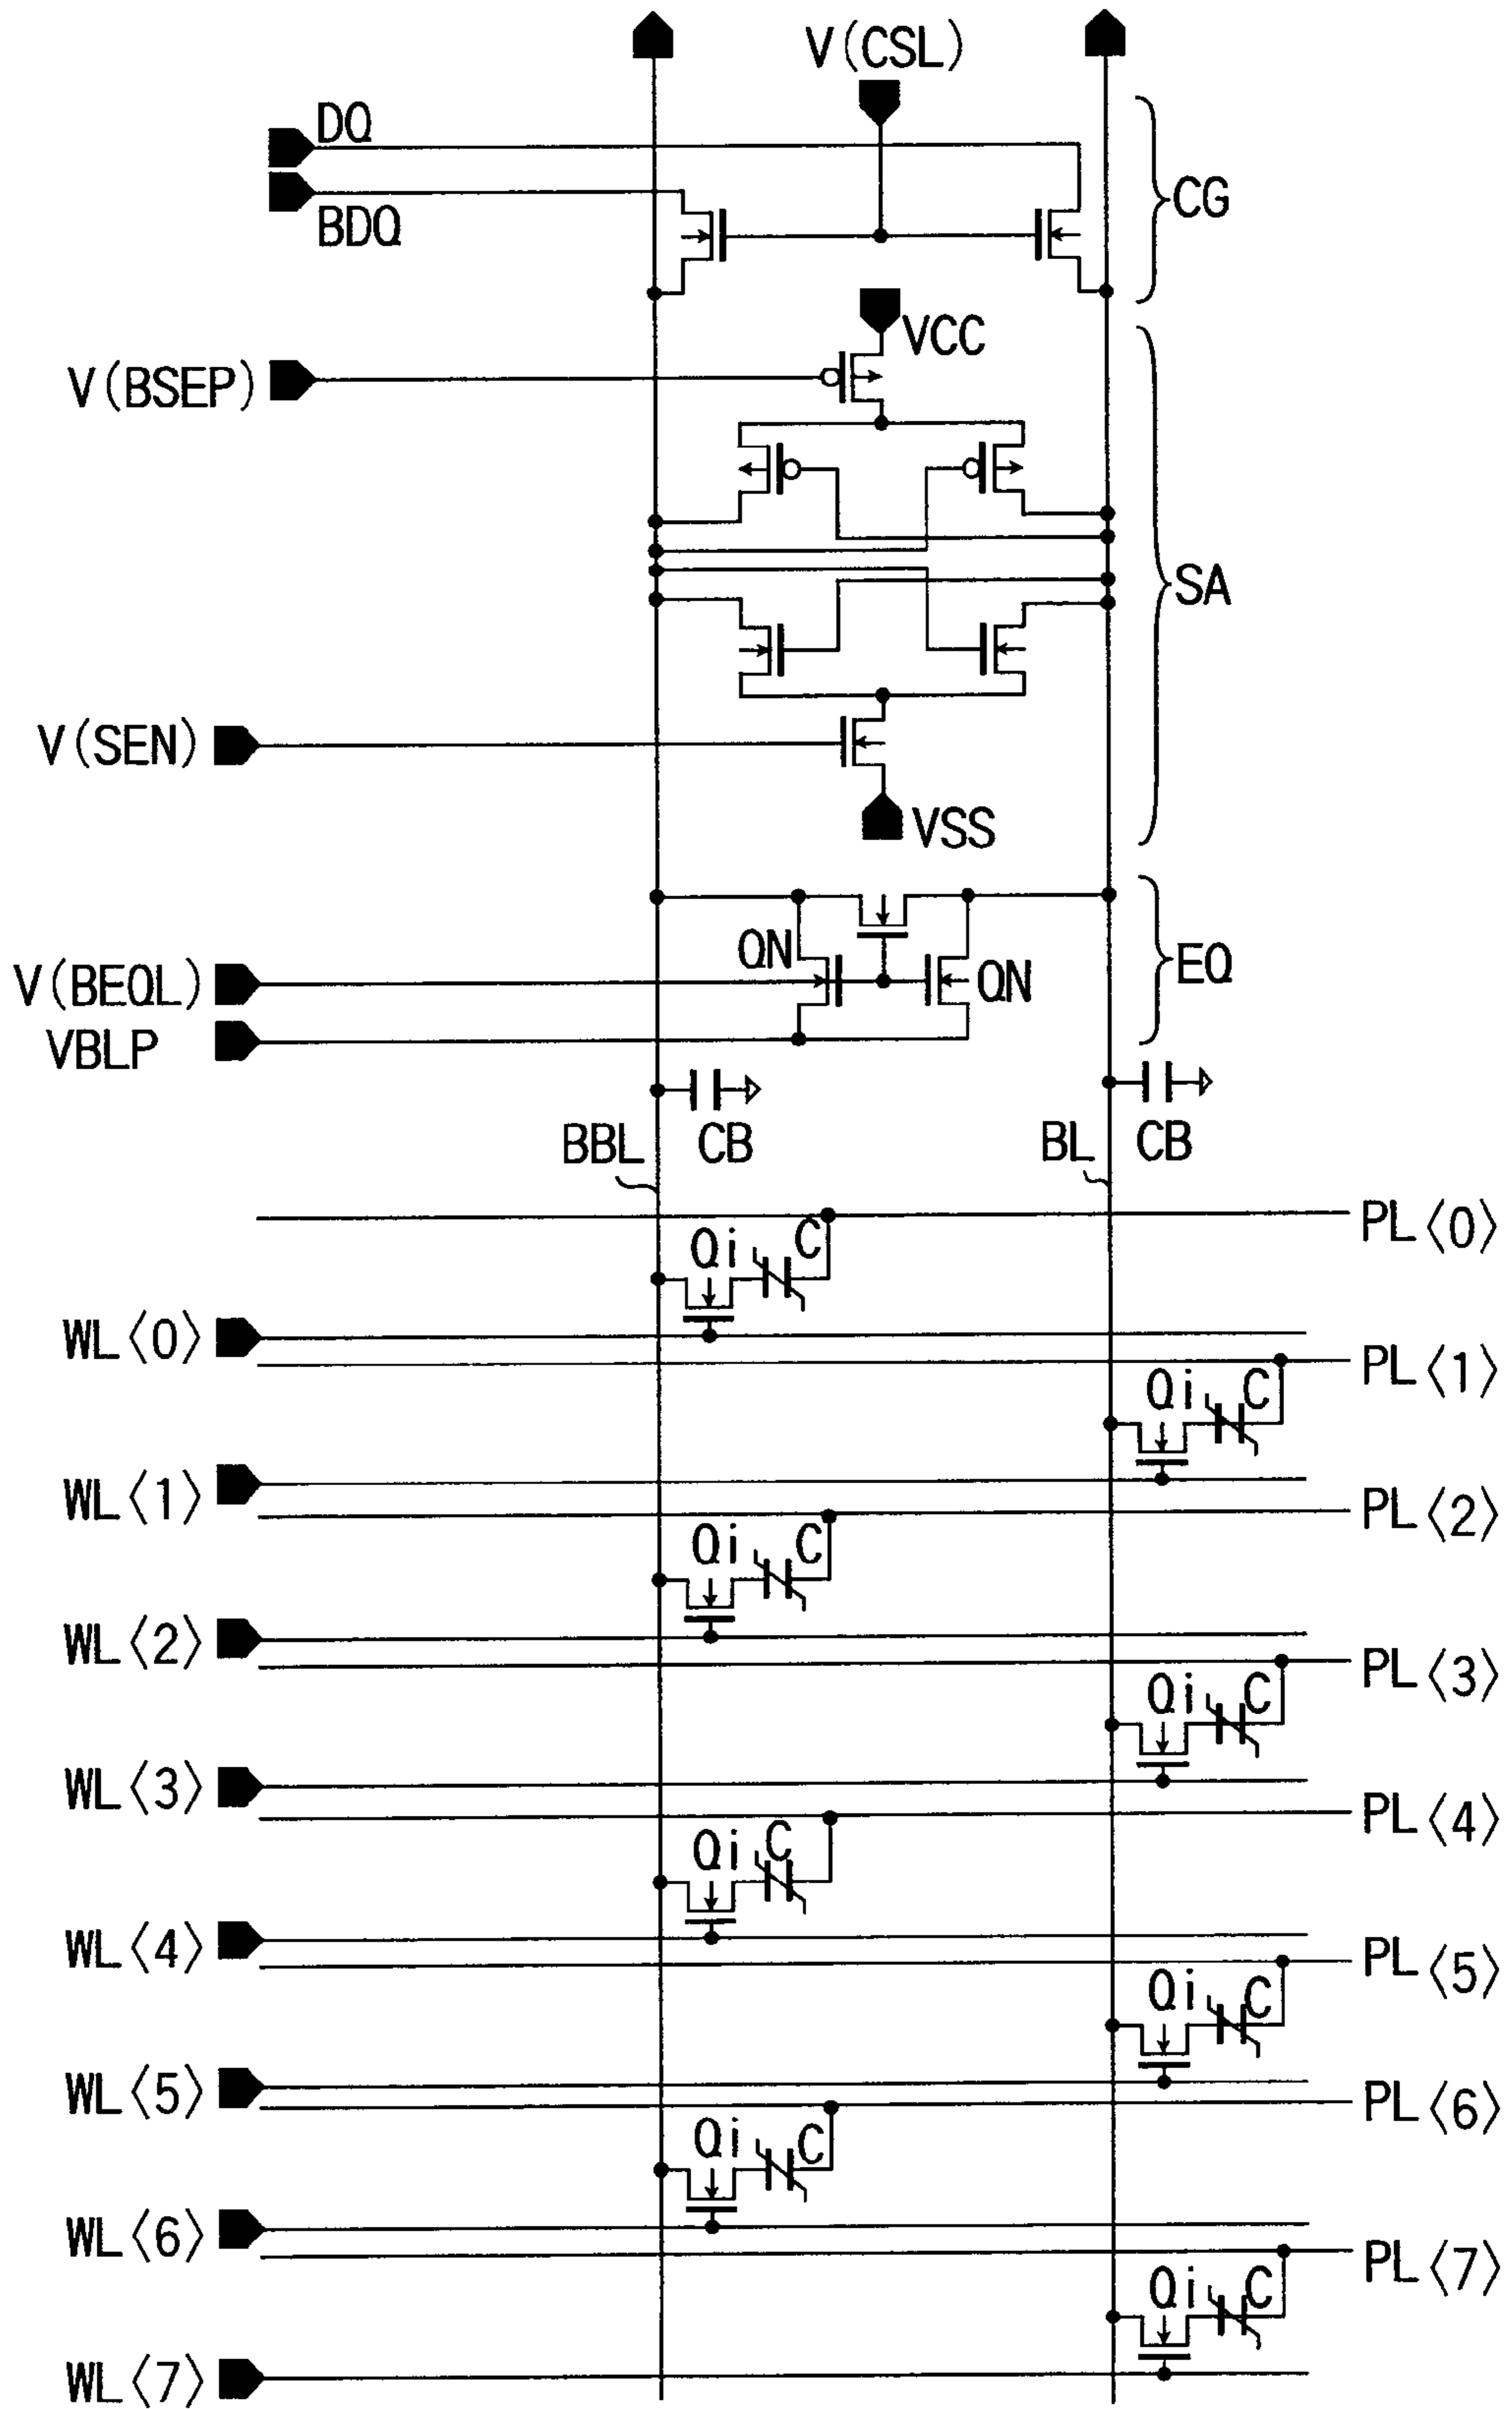 V(CSL)
DQ
BDQ
CG
VCC
V(BSEP)
SA
V(SEN)
VSS
QN
V(BEQL)
QN
EQ
VBLP
BBL
CB
BL
CB
PL〈0〉
Qi
C
WL〈0〉
PL〈1〉
Qi
C
WL〈1〉
PL〈2〉
Qi
C
WL〈2〉
PL〈3〉
Qi
C
WL〈3〉
PL〈4〉
Qi
C
WL〈4〉
PL〈5〉
Qi
C
WL〈5〉
PL〈6〉
Qi
C
WL〈6〉
PL〈7〉
Qi
C
WL〈7〉